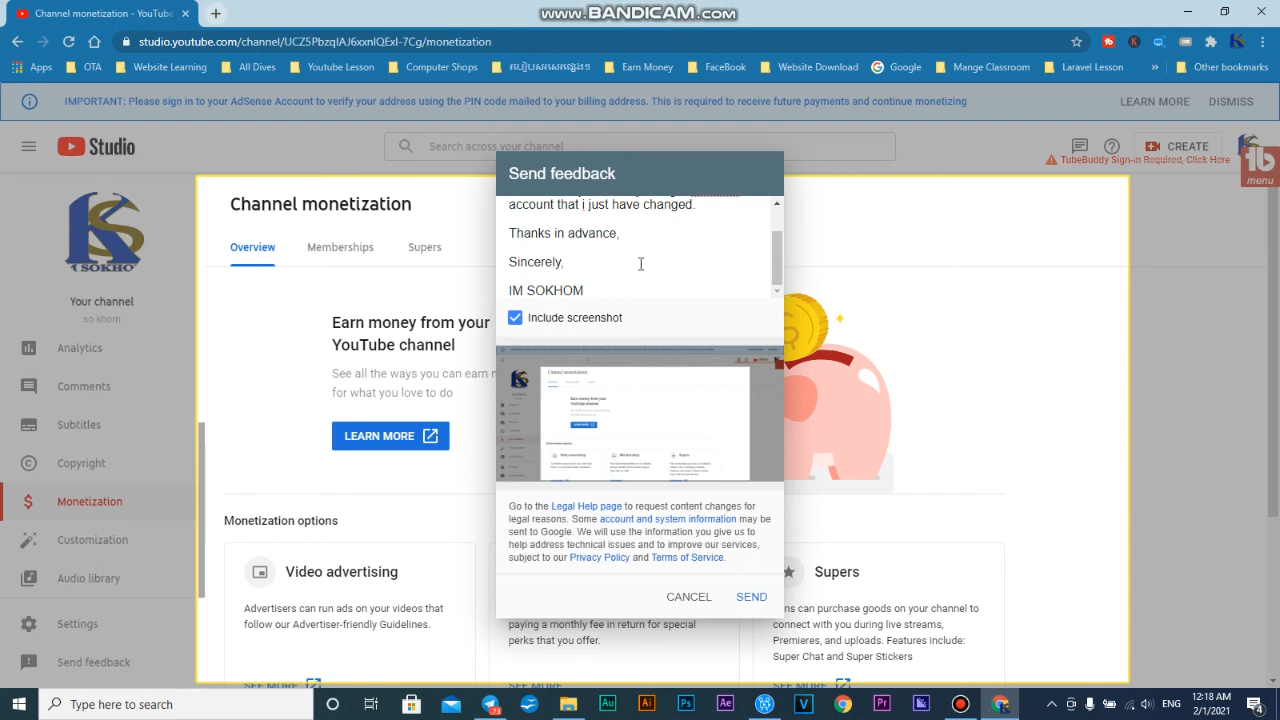 www.BANDICAM.com
Channel monetization - YouTube
studio.youtube.com/channel/UCZ5PbzqlAJ6xnlQExl-7Cg/monetization
Apps
OTA
Website Learning
All Dives
Youtube Lesson
Computer Shops
Earn Money
FaceBook
Website Download
Google
Mange Classroom
Laravel Lesson
»
Other bookmarks
IMPORTANT: Please sign in to your AdSense Account to verify your address using the PIN code mailed to your billing address. This is required to receive future payments and continue monetizing
LEARN MORE
DISMISS
Studio
Search across your channel
CREATE
TubeBuddy Sign-in Required, Click Here
menu
Send feedback
account that i just have changed.
Thanks in advance,
Sincerely,
IM SOKHOM
Include screenshot
Go to the Legal Help page to request content changes for
legal reasons. Some account and system information may be
sent to Google. We will use the information you give us to
help address technical issues and to improve our services,
subject to our Privacy Policy and Terms of Service.
CANCEL
SEND
Your channel
so khom
Analytics
Comments
Subtitles
Copyright
Monetization
Customization
Audio library
Settings
Send feedback
Channel monetization
Overview
Memberships
Supers
Earn money from your
YouTube channel
See all the ways you can earn
for what you love to do
LEARN MORE
Monetization options
Video advertising
Advertisers can run ads on your videos that
follow our Advertiser-friendly Guidelines.
SEE MORE
paying a monthly fee in return for special
perks that you offer.
SEE MORE
Supers
Fans can purchase goods on your channel to
connect with you during live streams,
Premieres, and uploads. Features include:
Super Chat and Super Stickers
SEE MORE
Type here to search
73
Au
Ai
Ps
Ae
V
Pr
ENG
12:18 AM
5/1/2021
4